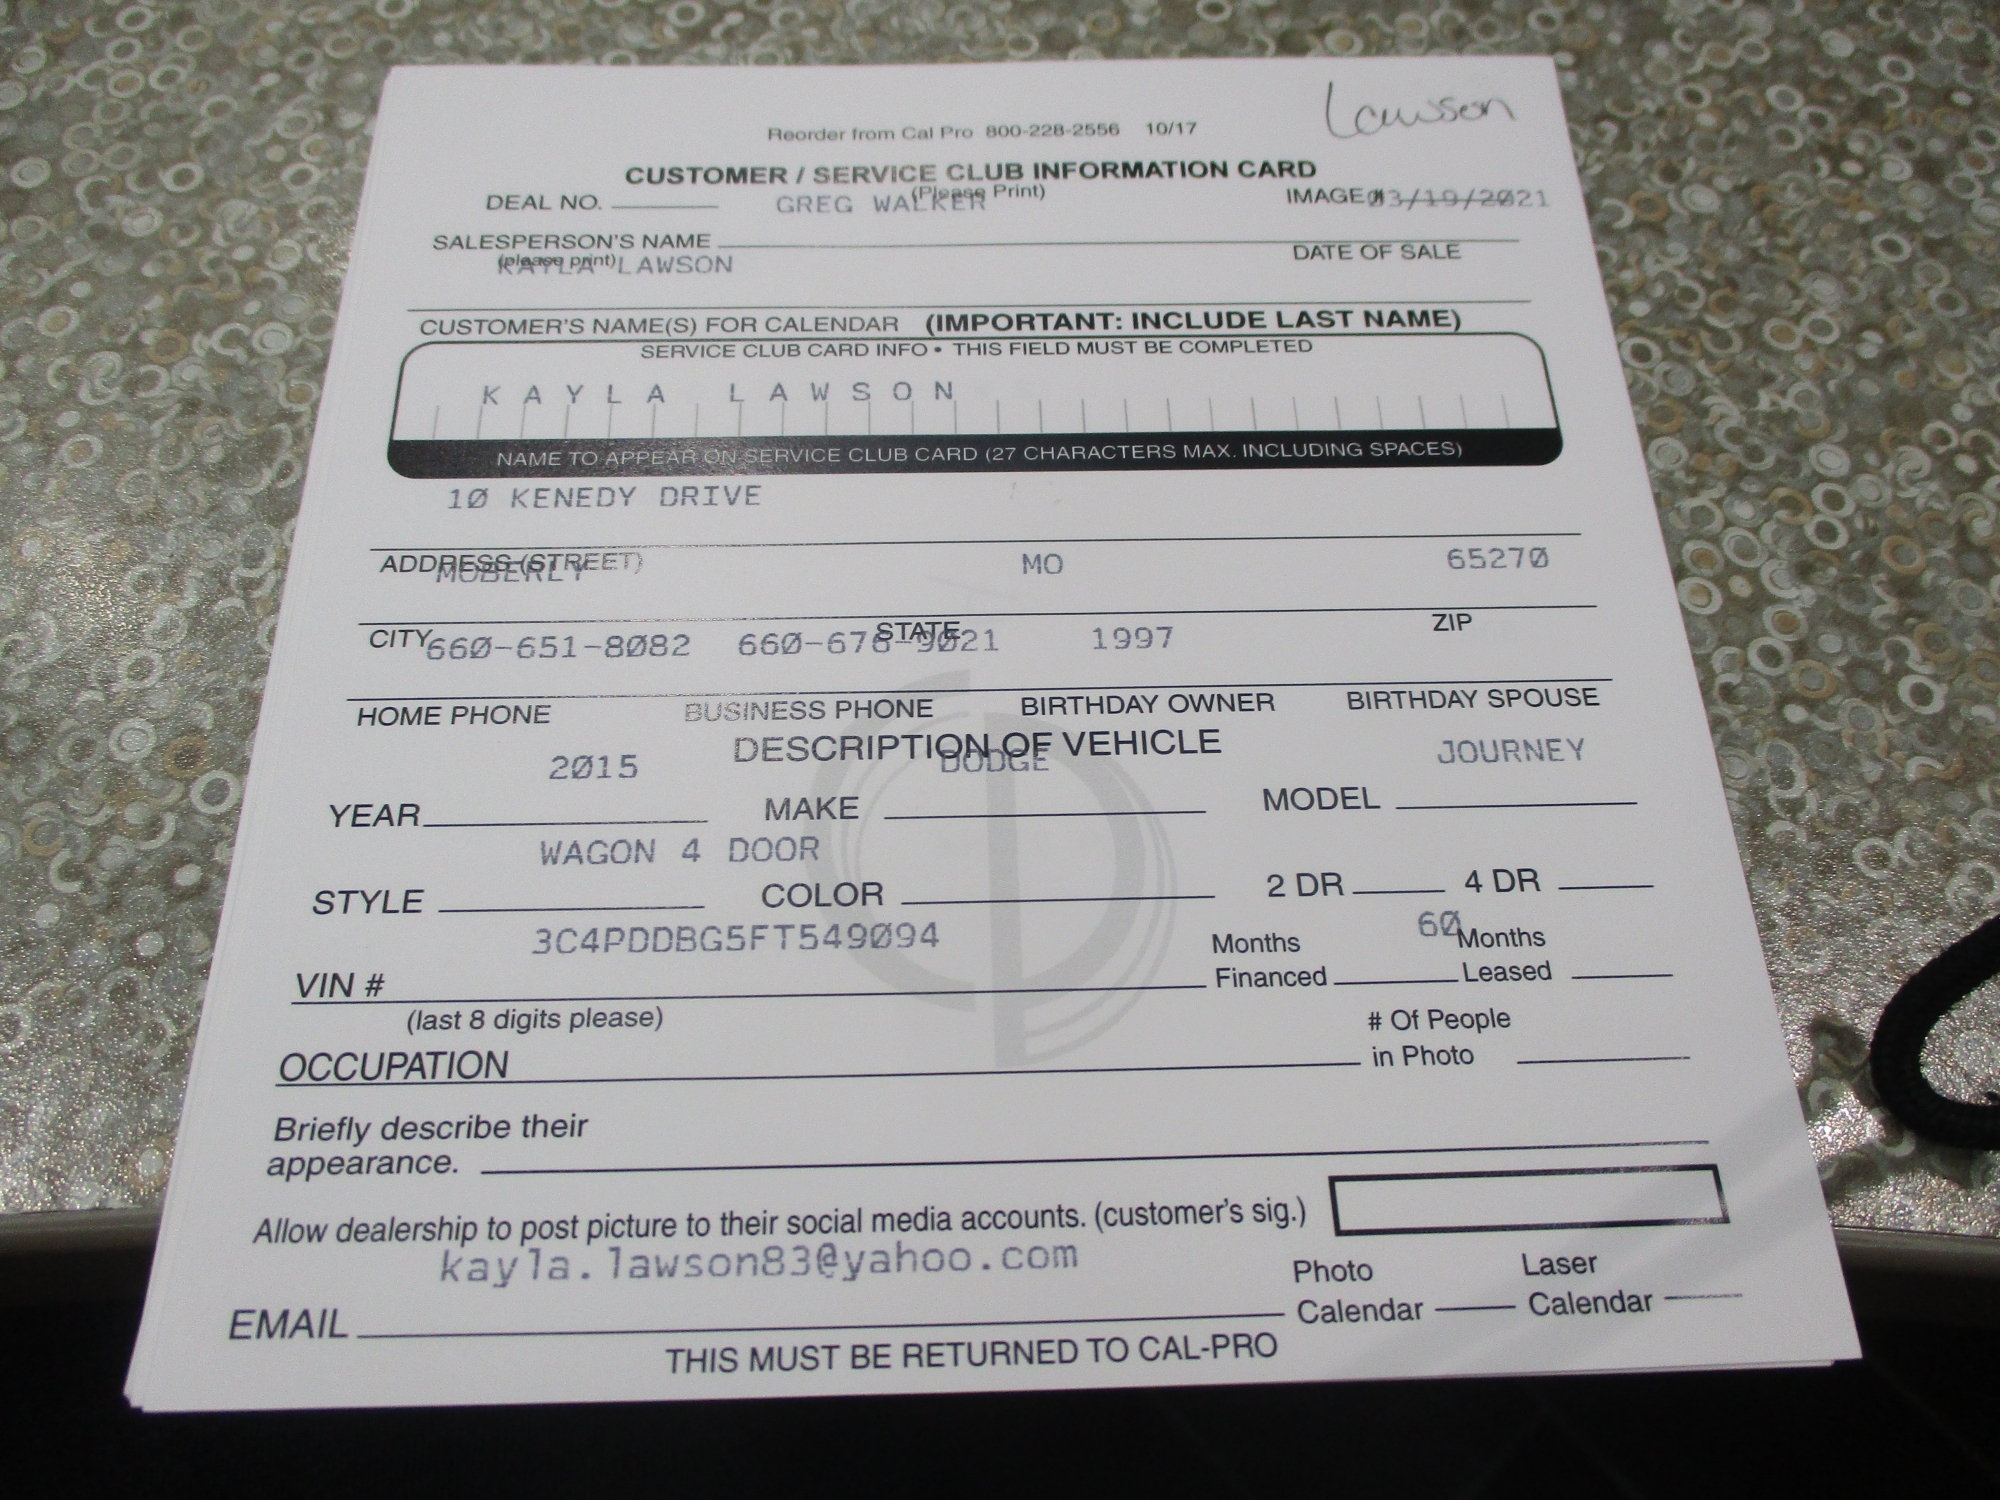 Lawson
Reorder from Cal Pro 800-228-2556 10/17
CUSTOMER / SERVICE CLUB INFORMATION CARD
(Please Print)
DEAL NO. GREG WALKER IMAGE# 03/19/2021
SALESPERSON'S NAME DATE OF SALE
(please print)
KAYLA LAWSON
CUSTOMER'S NAME(S) FOR CALENDAR (IMPORTANT: INCLUDE LAST NAME)
SERVICE CLUB CARD INFO • THIS FIELD MUST BE COMPLETED
KAYLA LAWSON
NAME TO APPEAR ON SERVICE CLUB CARD (27 CHARACTERS MAX. INCLUDING SPACES)
10 KENEDY DRIVE
ADDRESS (STREET)
MOBERLY MO 65270
CITY STATE ZIP
660-651-8082 660-676-9021 1997
HOME PHONE BUSINESS PHONE BIRTHDAY OWNER BIRTHDAY SPOUSE
DESCRIPTION OF VEHICLE
2015 DODGE JOURNEY
YEAR MAKE MODEL
WAGON 4 DOOR
STYLE COLOR 2 DR 4 DR
3C4PDDBG5FT549094 60
VIN # Months Financed Months Leased
(last 8 digits please)
OCCUPATION # Of People in Photo
Briefly describe their
appearance.
Allow dealership to post picture to their social media accounts. (customer's sig.)
kayla.lawson83@yahoo.com
EMAIL Photo Calendar Laser Calendar
THIS MUST BE RETURNED TO CAL-PRO